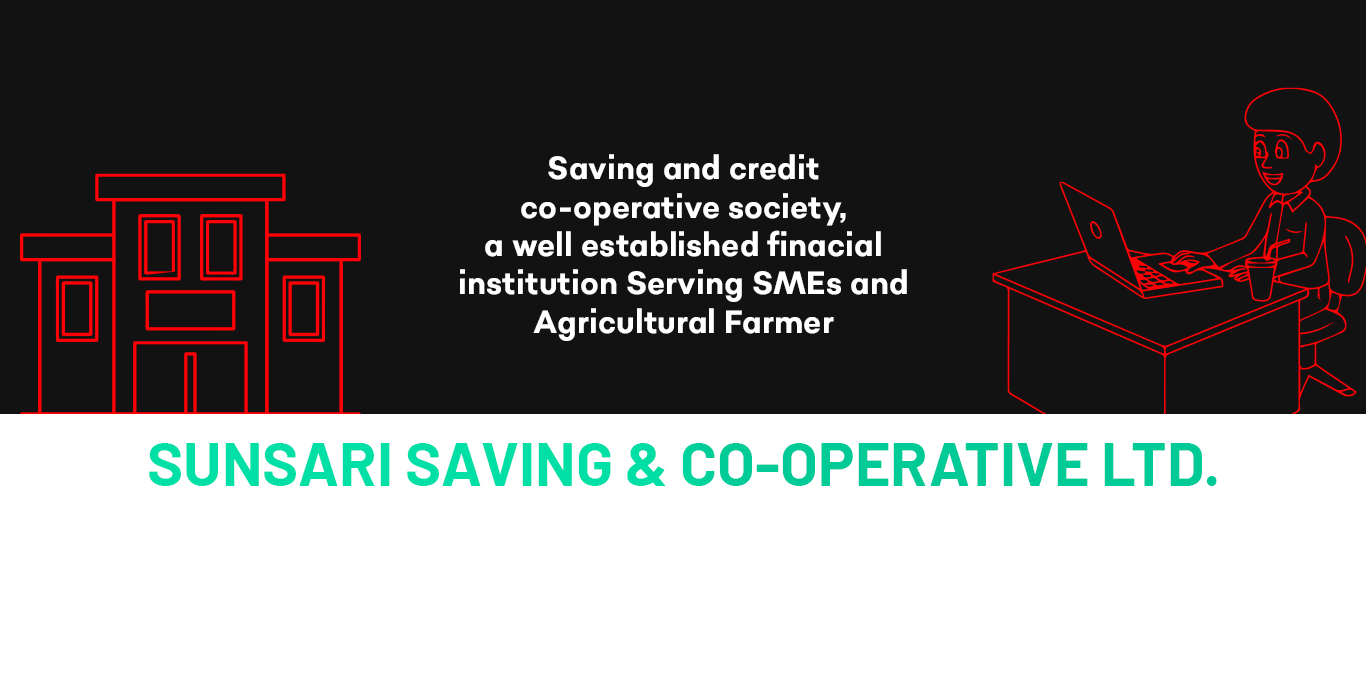 Saving and credit
co-operative society,
a well established finacial
institution Serving SMEs and
Agricultural Farmer
SUNSARI SAVING & CO-OPERATIVE LTD.